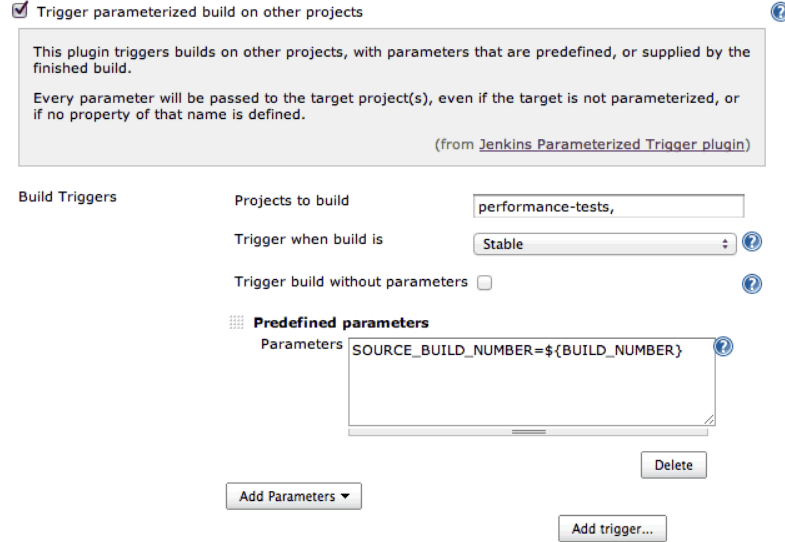 Trigger parameterized build on other projects
This plugin triggers builds on other projects, with parameters that are predefined, or supplied by the
finished build.
Every parameter will be passed to the target project(s), even if the target is not parameterized, or
if no property of that name is defined.
(from Jenkins Parameterized Trigger plugin)
Build Triggers
Projects to build
performance-tests,
Trigger when build is
Stable
Trigger build without parameters
Predefined parameters
Parameters
SOURCE_BUILD_NUMBER=${BUILD_NUMBER}
Delete
Add Parameters
Add trigger...